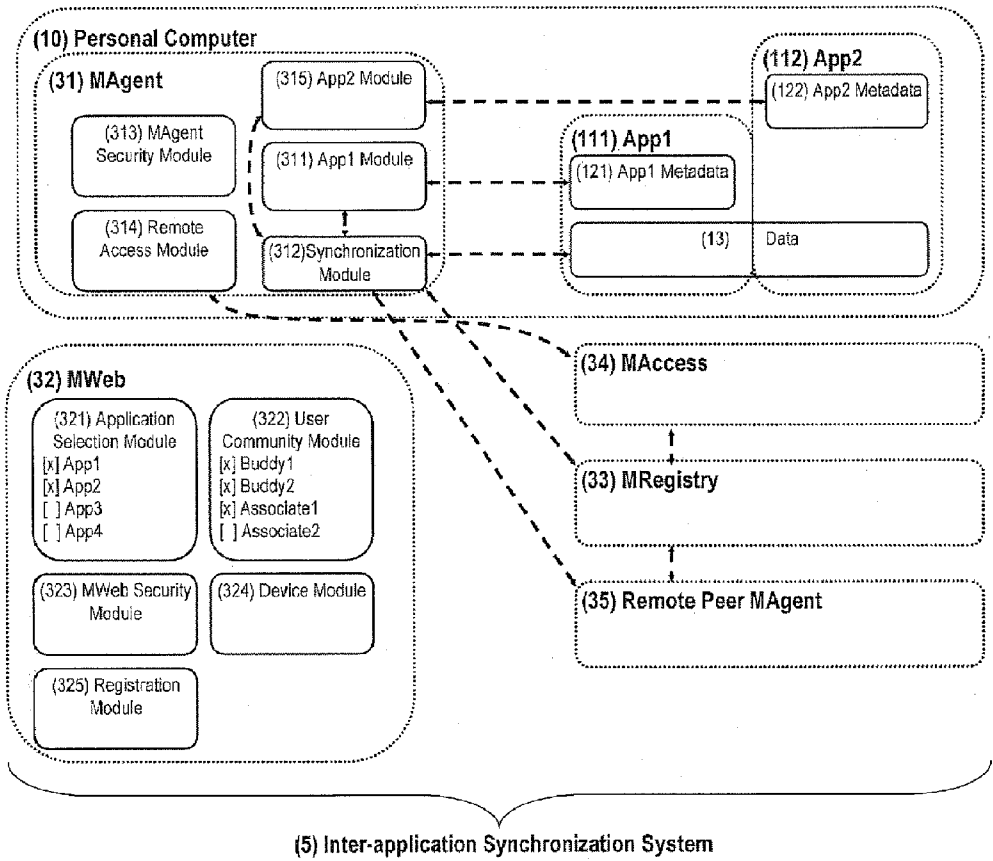 (10) Personal Computer
(31) MAgent
(313) MAgent
Security Module
(314) Remote
Access Module
(315) App2 Module
(311) App1 Module
(312)Synchronization
Module
(111) App1
(121) App1 Metadata
(112) App2
(122) App2 Metadata
(13) Data
(32) MWeb
(321) Application
Selection Module
[x] App1
[x] App2
[ ] App3
[ ] App4
(322) User
Community Module
[x] Buddy1
[x] Buddy2
[x] Associate1
[ ] Associate2
(323) MWeb Security
Module
(324) Device Module
(325) Registration
Module
(34) MAccess
(33) MRegistry
(35) Remote Peer MAgent
(5) Inter-application Synchronization System